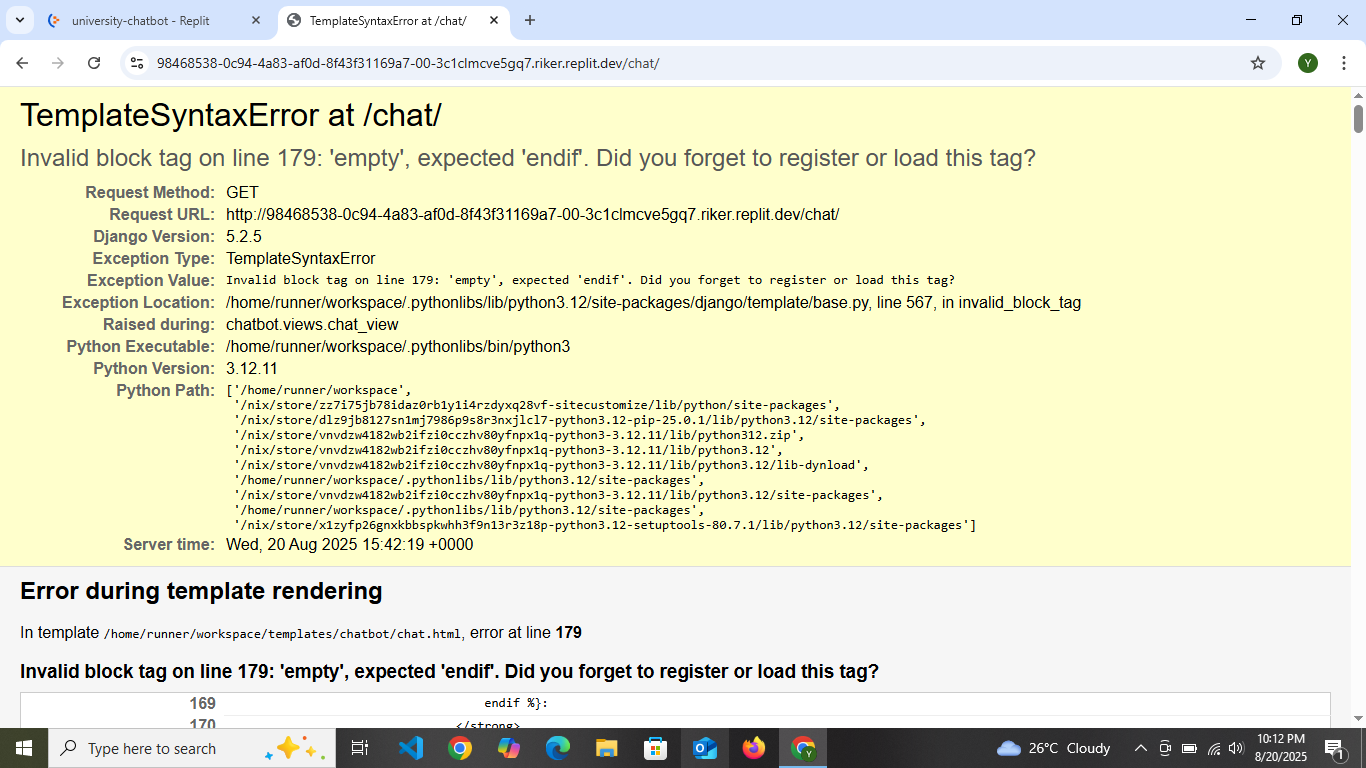 university-chatbot - Replit
TemplateSyntaxError at /chat/
98468538-0c94-4a83-af0d-8f43f31169a7-00-3c1clmcve5gq7.riker.replit.dev/chat/
Y
TemplateSyntaxError at /chat/
Invalid block tag on line 179: 'empty', expected 'endif'. Did you forget to register or load this tag?
Request Method: GET
Request URL: http://98468538-0c94-4a83-af0d-8f43f31169a7-00-3c1clmcve5gq7.riker.replit.dev/chat/
Django Version: 5.2.5
Exception Type: TemplateSyntaxError
Exception Value: Invalid block tag on line 179: 'empty', expected 'endif'. Did you forget to register or load this tag?
Exception Location: /home/runner/workspace/.pythonlibs/lib/python3.12/site-packages/django/template/base.py, line 567, in invalid_block_tag
Raised during: chatbot.views.chat_view
Python Executable: /home/runner/workspace/.pythonlibs/bin/python3
Python Version: 3.12.11
Python Path: ['/home/runner/workspace',
'/nix/store/zz7i75jb78idaz0rb1y1i4rzdyxq28vf-sitecustomize/lib/python/site-packages',
'/nix/store/dlz9jb8127sn1mj7986p9s8r3nxjlcl7-python3.12-pip-25.0.1/lib/python3.12/site-packages',
'/nix/store/vnvdzw4182wb2ifzi0cczhv80yfnpx1q-python3-3.12.11/lib/python312.zip',
'/nix/store/vnvdzw4182wb2ifzi0cczhv80yfnpx1q-python3-3.12.11/lib/python3.12',
'/nix/store/vnvdzw4182wb2ifzi0cczhv80yfnpx1q-python3-3.12.11/lib/python3.12/lib-dynload',
'/home/runner/workspace/.pythonlibs/lib/python3.12/site-packages',
'/nix/store/vnvdzw4182wb2ifzi0cczhv80yfnpx1q-python3-3.12.11/lib/python3.12/site-packages',
'/home/runner/workspace/.pythonlibs/lib/python3.12/site-packages',
'/nix/store/x1zyfp26gnxkbbspkwhh3f9n13r3z18p-python3.12-setuptools-80.7.1/lib/python3.12/site-packages']
Server time: Wed, 20 Aug 2025 15:42:19 +0000
Error during template rendering
In template /home/runner/workspace/templates/chatbot/chat.html, error at line 179
Invalid block tag on line 179: 'empty', expected 'endif'. Did you forget to register or load this tag?
169 endif %}:
170 </strong>
Type here to search
26°C Cloudy
10:12 PM
8/20/2025
1